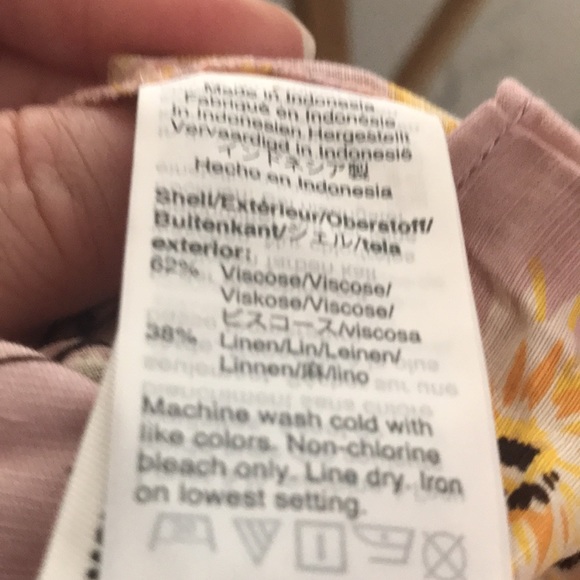 Made in Indonesia
Fabriqué en Indonésie
In Indonesien Hergestellt
Vervaardigd in Indonesië
インドネシア製
Hecho en Indonesia
Shell/Extérieur/Oberstoff/
Buitenkant/シェル/tela
exterior:
62% Viscose/Viscose/
Viskose/Viscose/
ビスコース/viscosa
38% Linen/Lin/Leinen/
Linnen/麻/lino
Machine wash cold with
like colors. Non-chlorine
bleach only. Line dry. Iron
on lowest setting.